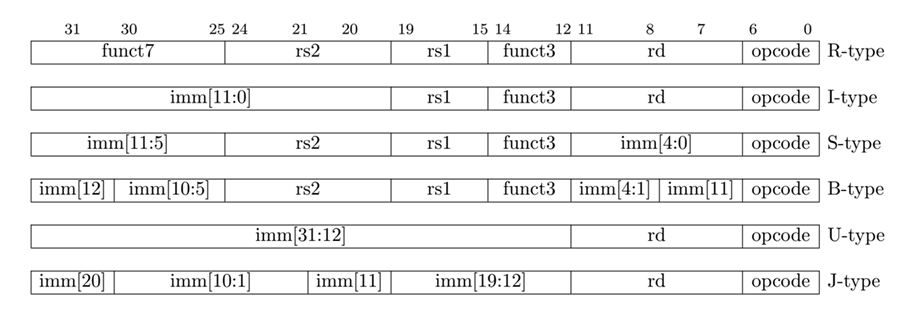 31 30 25 24 21 20 19 15 14 12 11 8 7 6 0
funct7 rs2 rs1 funct3 rd opcode R-type
imm[11:0] rs1 funct3 rd opcode I-type
imm[11:5] rs2 rs1 funct3 imm[4:0] opcode S-type
imm[12] imm[10:5] rs2 rs1 funct3 imm[4:1] imm[11] opcode B-type
imm[31:12] rd opcode U-type
imm[20] imm[10:1] imm[11] imm[19:12] rd opcode J-type